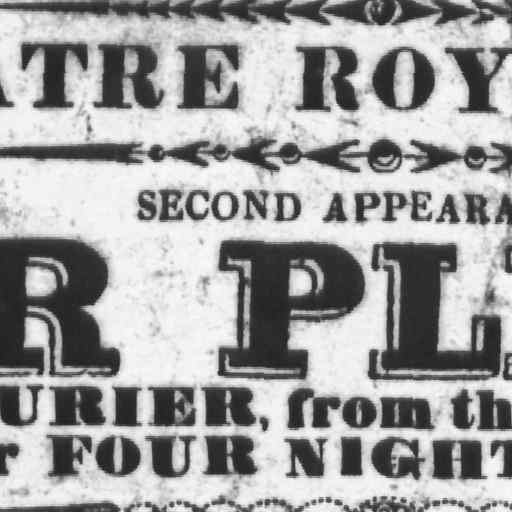 ATRE ROY
SECOND APPEARA
R PL
URIER, from th
r FOUR NIGHT